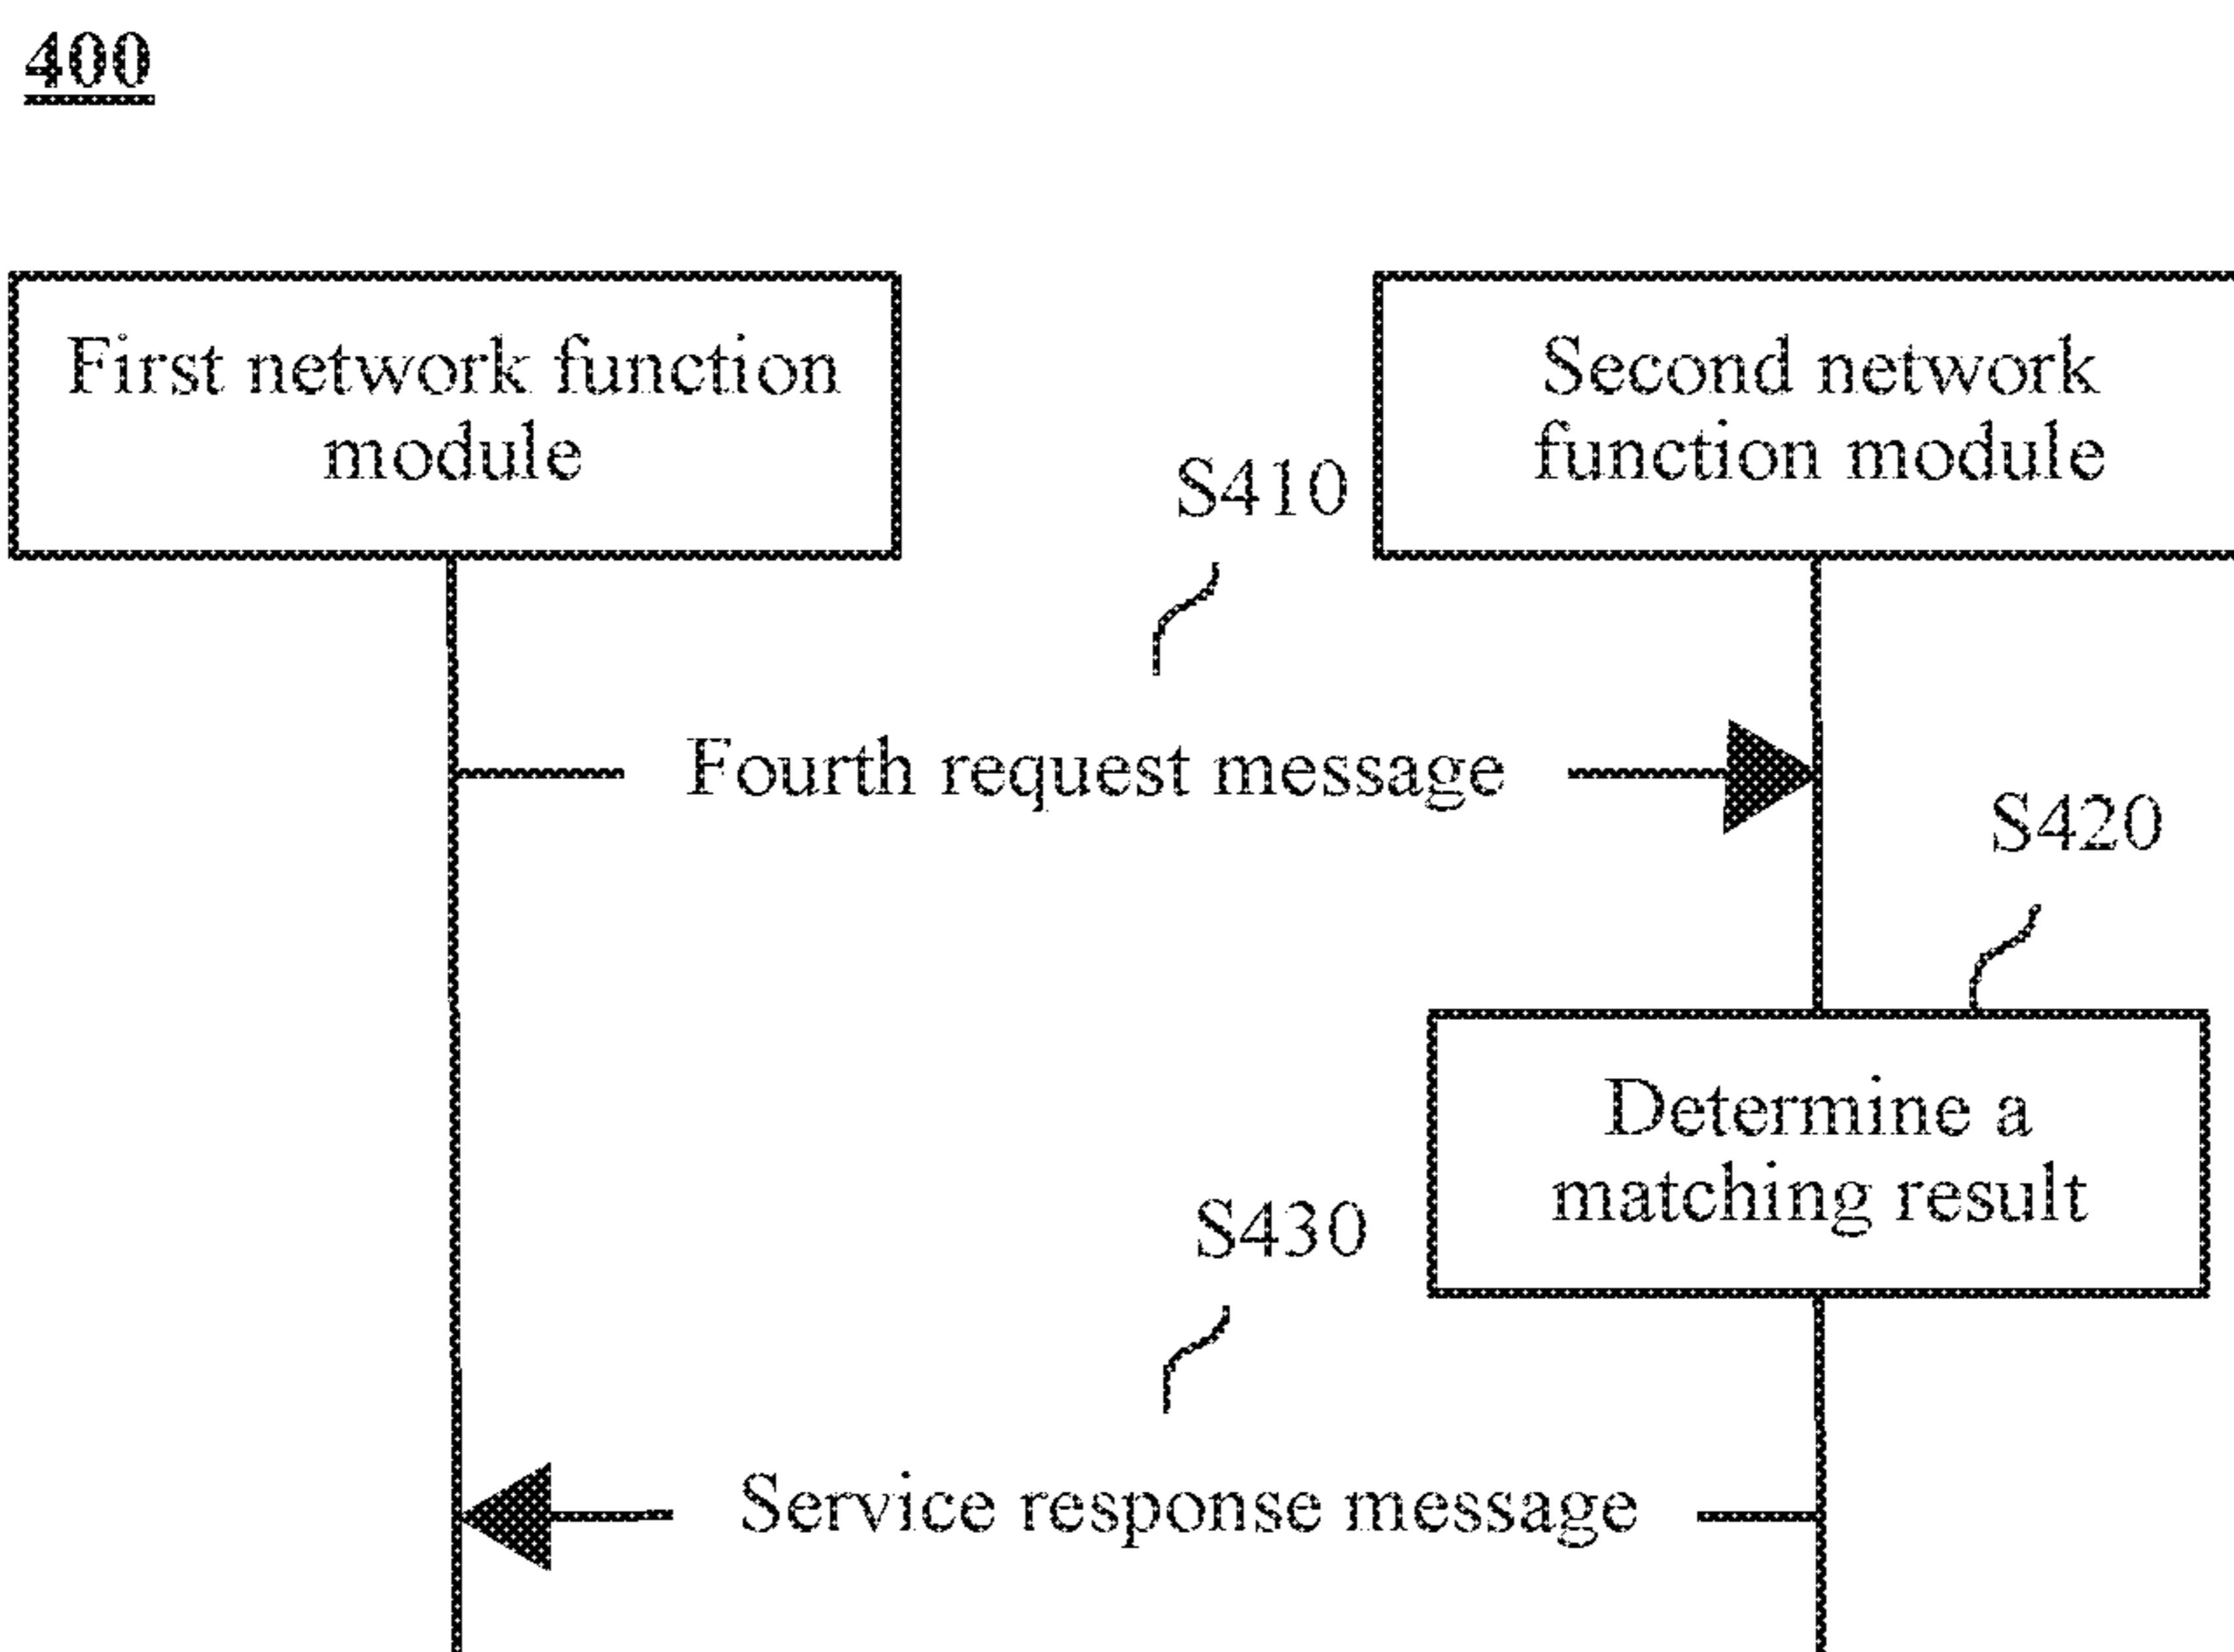 400
First network function
module
Second network
function module
S410
Fourth request message
S420
Determine a
matching result
S430
Service response message